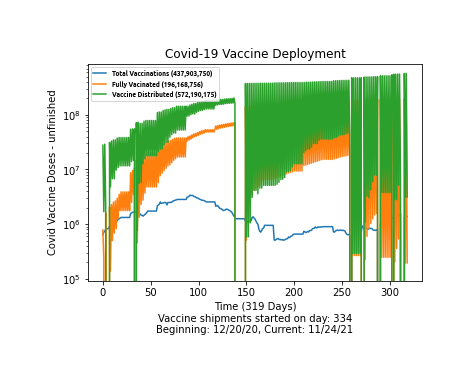 Covid-19 Vaccine Deployment
Total Vaccinations (437,903,750)
Fully Vacinated (196,168,756)
Vaccine Distributed (572,190,175)
Covid Vaccine Doses - unfinished
10⁸
10⁷
10⁶
10⁵
0 50 100 150 200 250 300
Time (319 Days)
Vaccine shipments started on day: 334
Beginning: 12/20/20, Current: 11/24/21